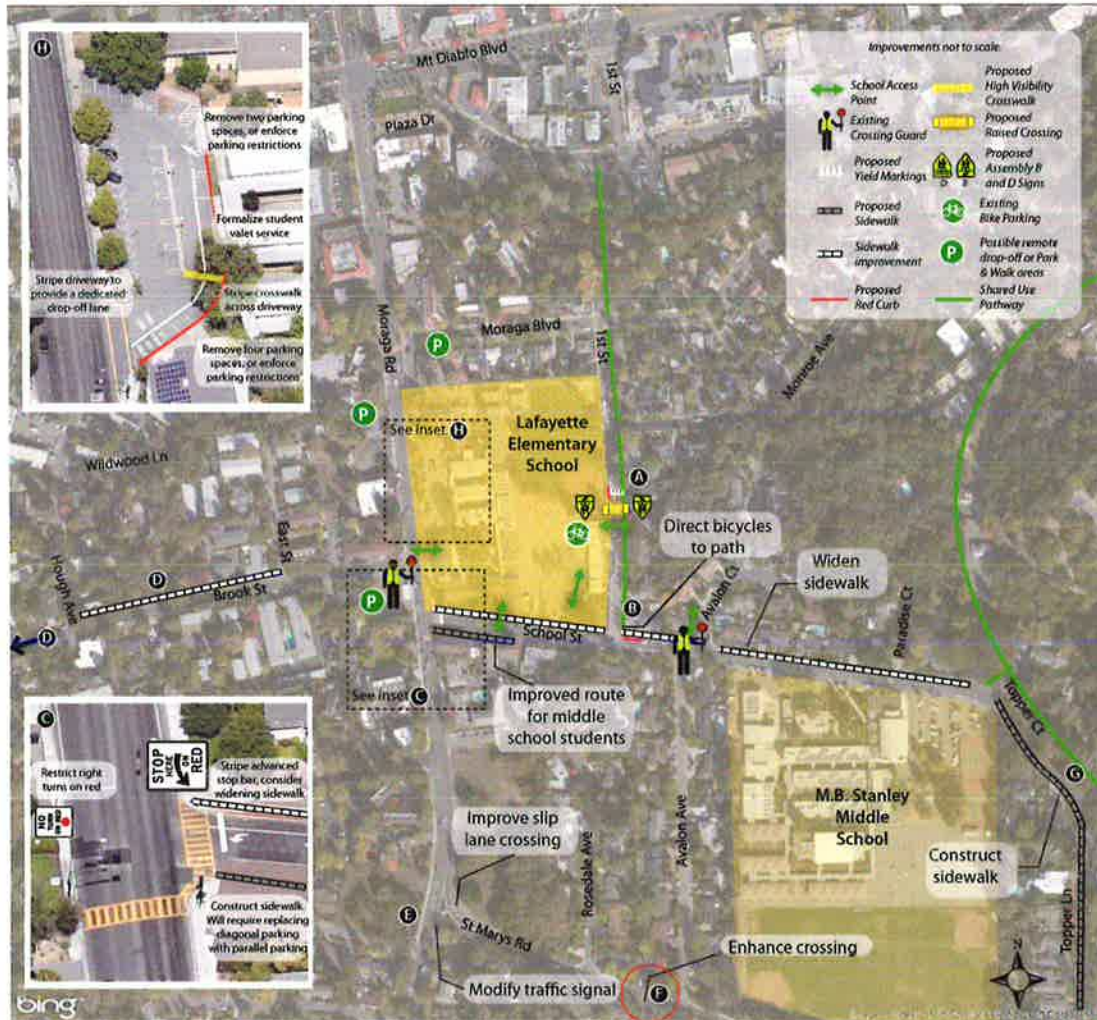 H
Remove two parking
spaces, or enforce
parking restrictions
Formalize student
valet service
Stripe driveway to
provide a dedicated
drop-off lane
Stripe crosswalk
across driveway
Remove four parking
spaces, or enforce
parking restrictions
Mt Diablo Blvd
1st St
Plaza Dr
Improvements not to scale.
School Access
Point
Existing
Crossing Guard
Proposed
Yield Markings
Proposed
Sidewalk
Sidewalk
improvement
Proposed
Red Curb
Proposed
High Visibility
Crosswalk
Proposed
Raised Crossing
D B
Proposed
Assembly B
and D Signs
Existing
Bike Parking
P
Possible remote
drop-off or Park
& Walk areas
Shared Use
Pathway
Moraga Rd
Moraga Blvd
1st St
Monroe Ave
P
P
See inset H
Lafayette
Elementary
School
Wildwood Ln
A
Direct bicycles
to path
East St
Hough Ave
D
Brook St
D
P
B
Avalon Ct
Widen
sidewalk
Paradise Ct
School St
See inset C
Improved route
for middle
school students
Topper Ct
G
C
Restrict right
turns on red
NO
TURN
ON RED
STOP
HERE
ON
RED
Stripe advanced
stop bar, consider
widening sidewalk
Construct sidewalk.
Will require replacing
diagonal parking
with parallel parking
Improve slip
lane crossing
M.B. Stanley
Middle
School
Rosedale Ave
Avalon Ave
Construct
sidewalk
E
St Marys Rd
Enhance crossing
Topper Ln
Modify traffic signal
F
N
bing